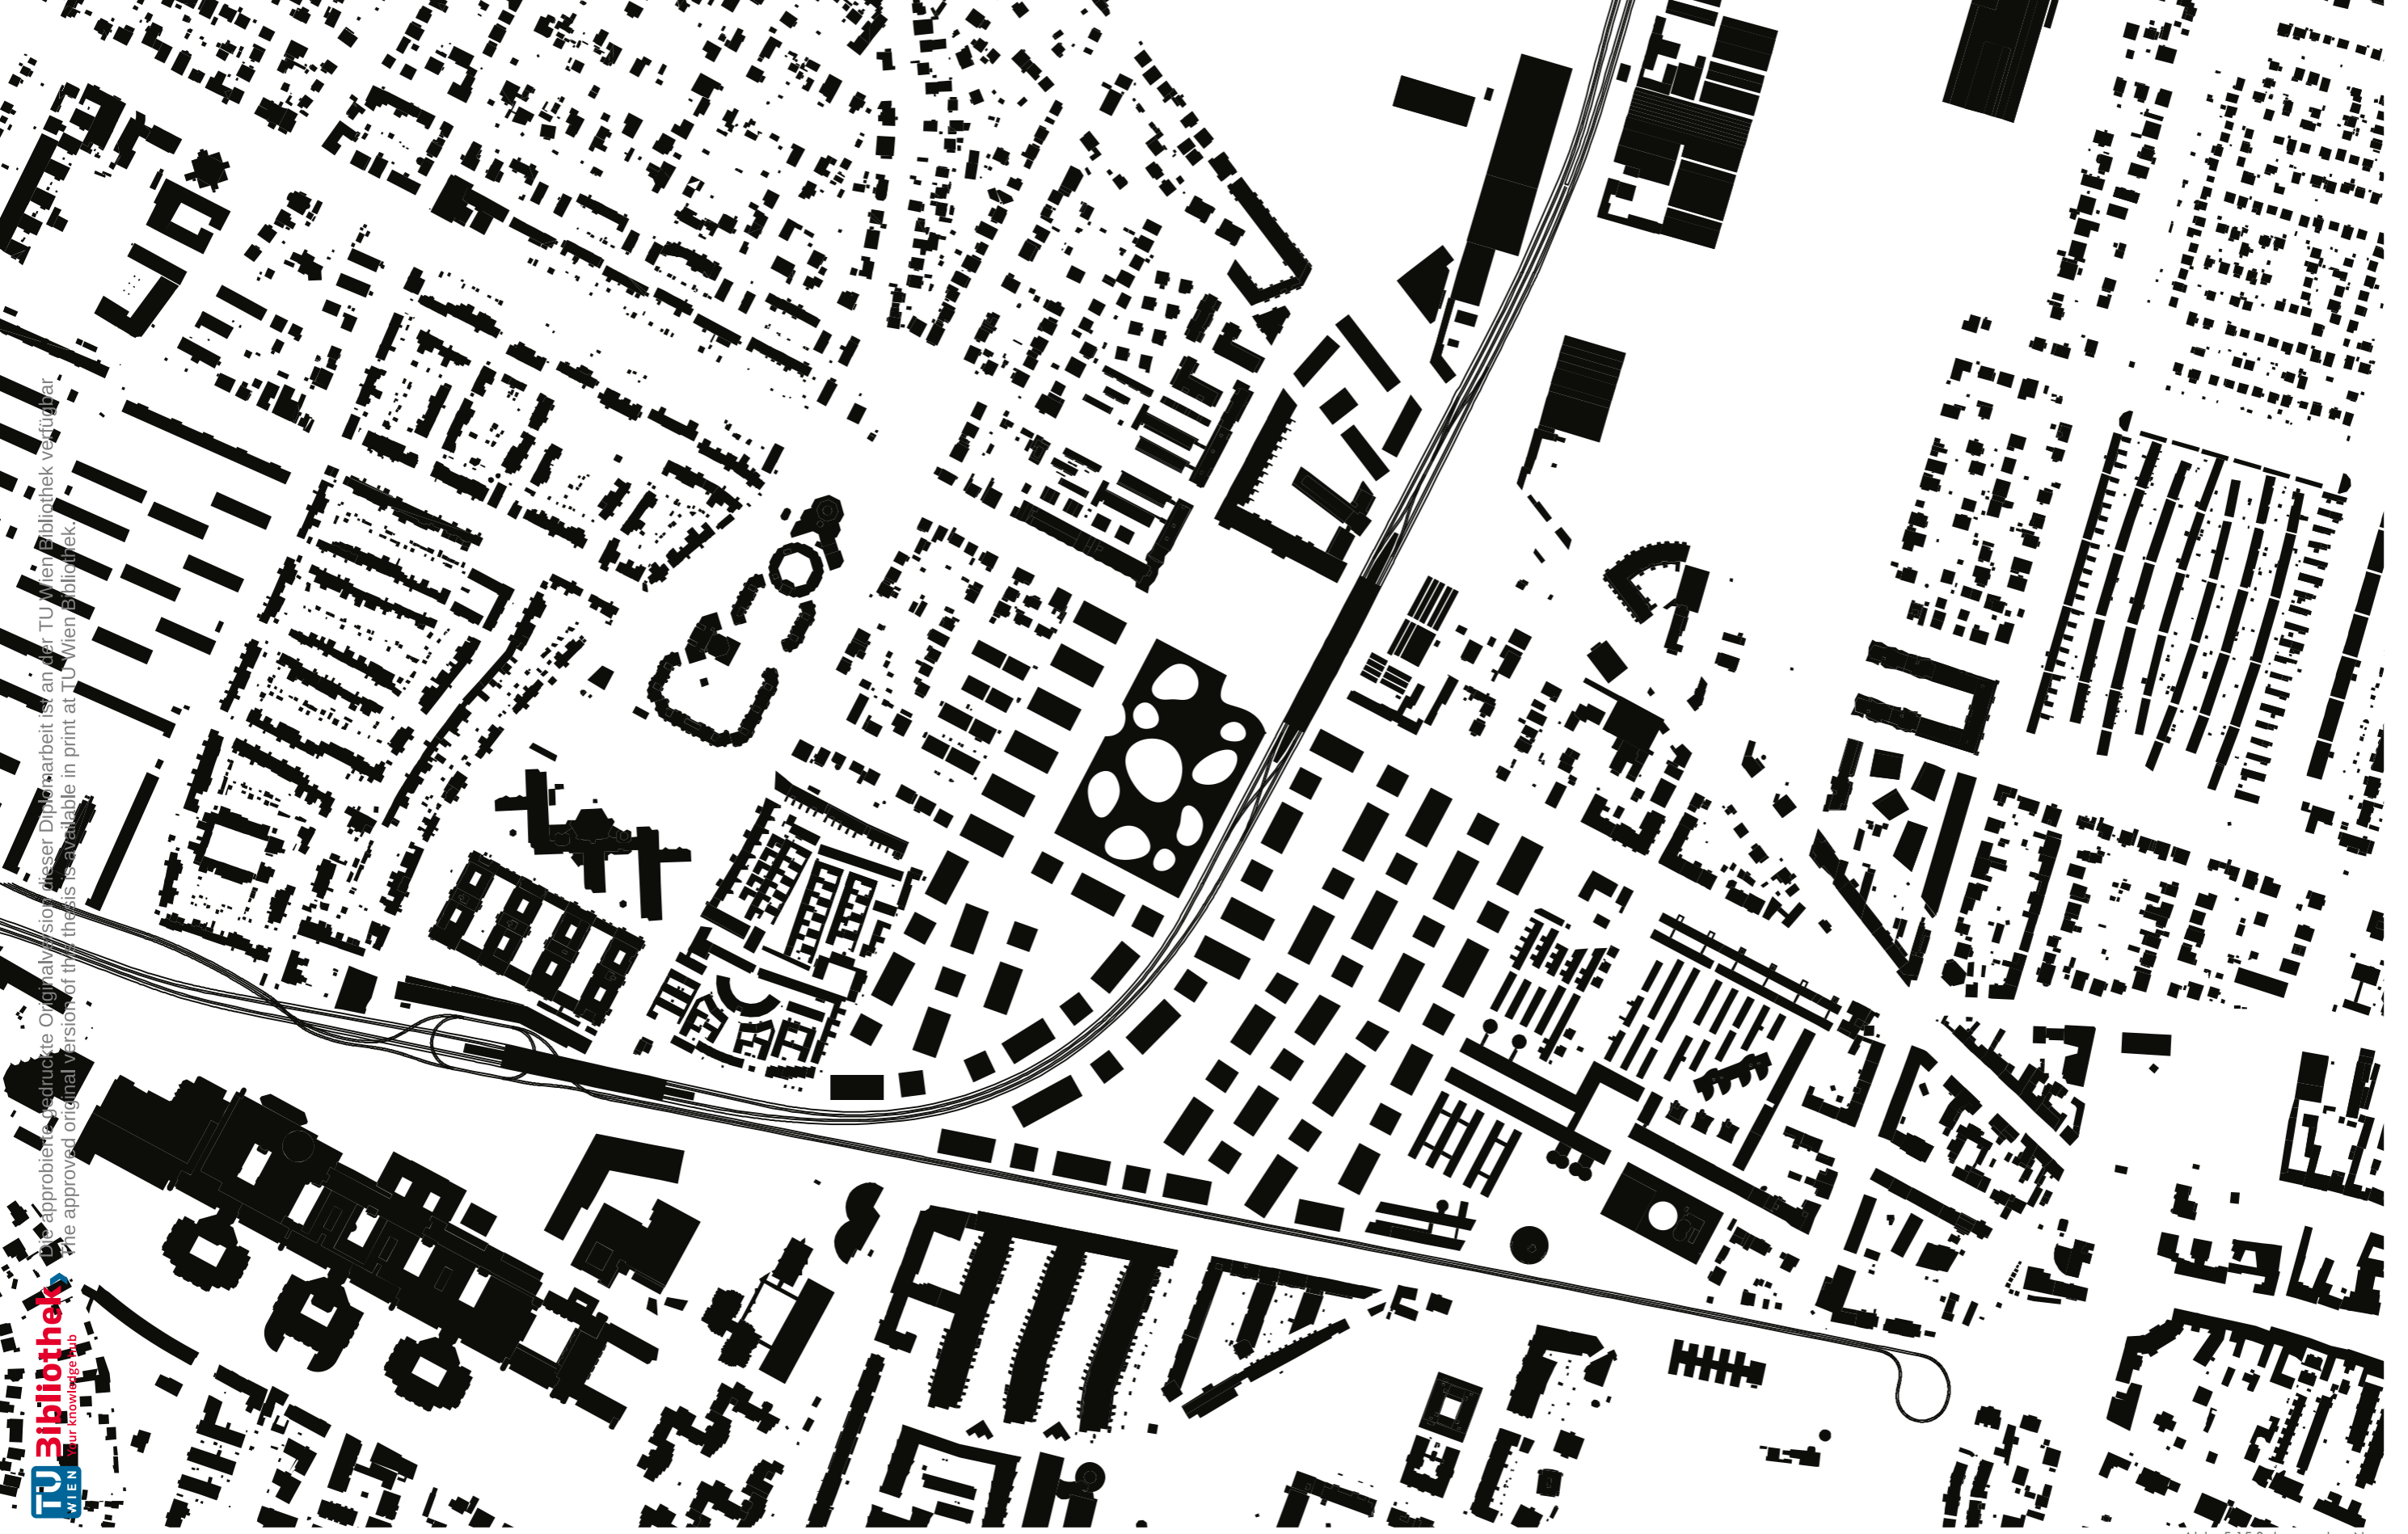 Die approbierte gedruckte Originalversion dieser Diplomarbeit ist an der TU Wien Bibliothek verfügbar
The approved original version of this thesis is available in print at TU Wien Bibliothek.
TU Bibliothek
WIEN Your knowledge hub